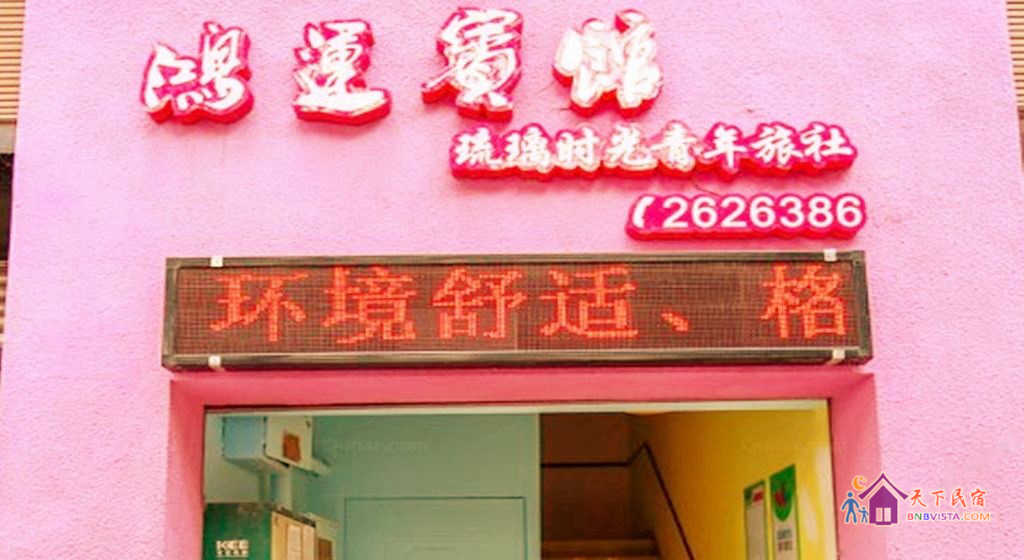 鴻運賓館
琉璃时光青年旅社
2626386
环境舒适、格
天下民宿
BNBVISTA.COM